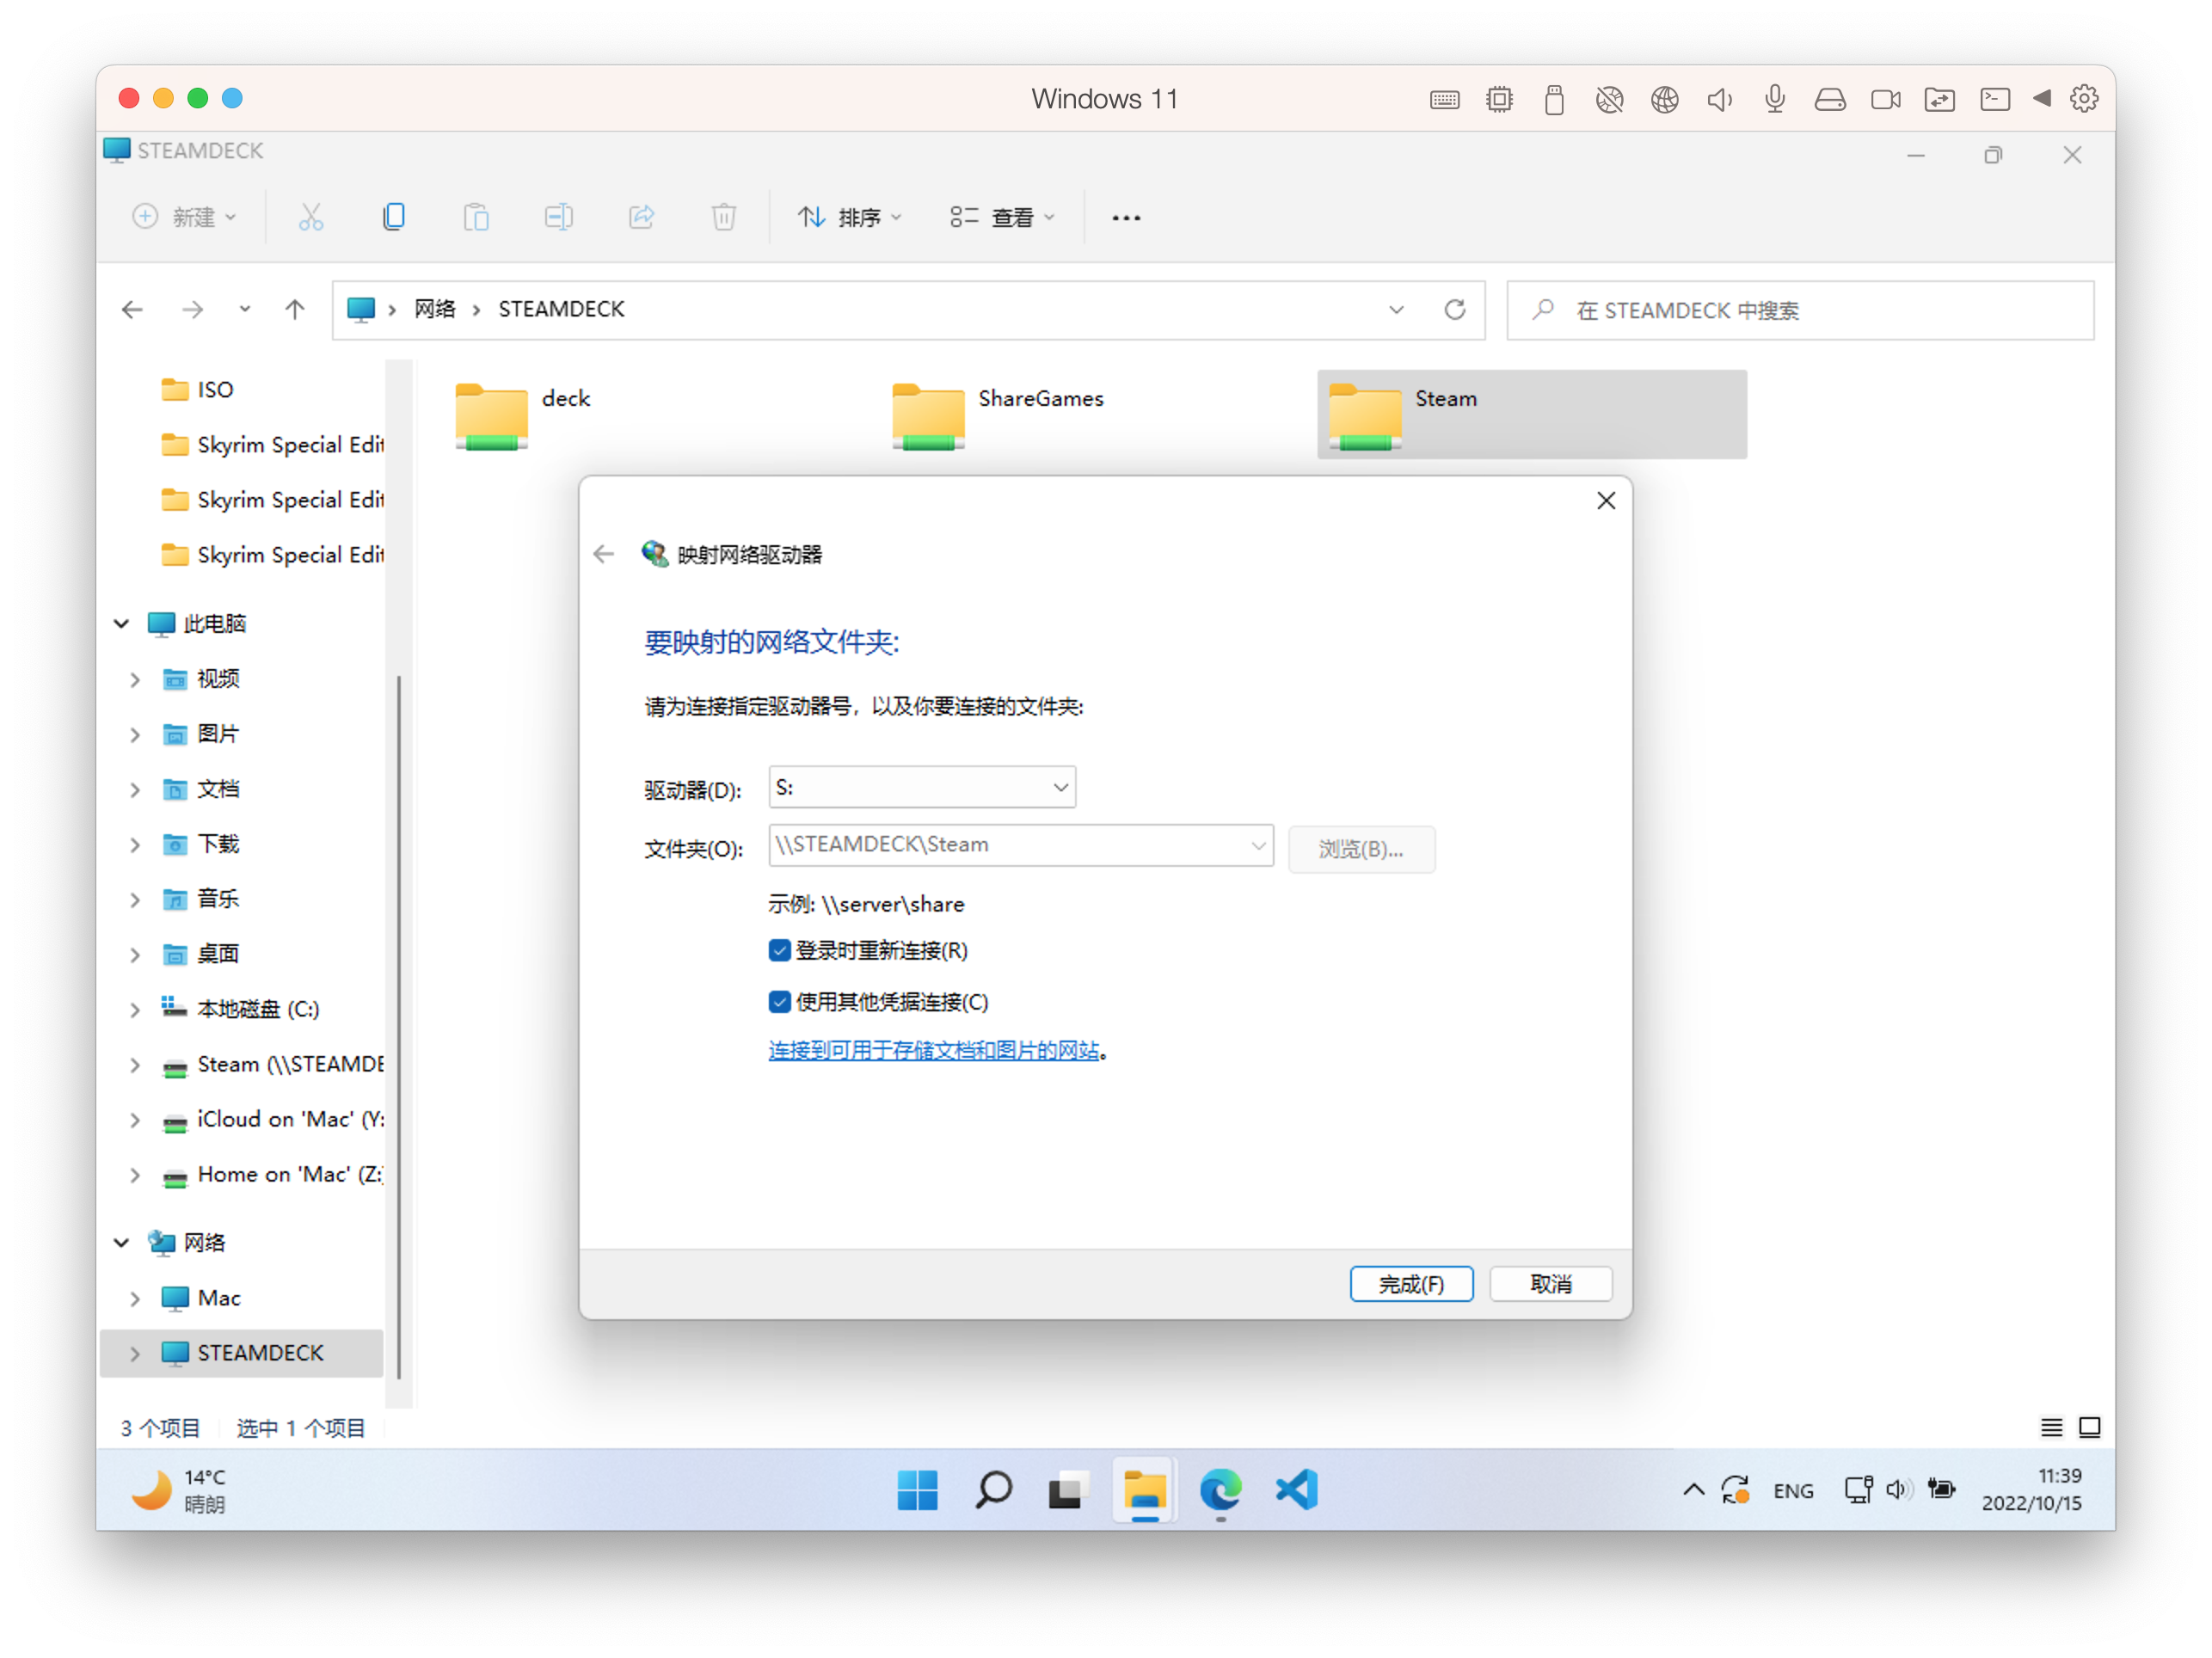 Windows 11
STEAMDECK
新建
排序
查看
网络
STEAMDECK
在 STEAMDECK 中搜索
ISO
Skyrim Special Edit
Skyrim Special Edit
Skyrim Special Edit
此电脑
视频
图片
文档
下载
音乐
桌面
本地磁盘 (C:)
Steam (\\STEAMDE
iCloud on 'Mac' (Y:
Home on 'Mac' (Z:
网络
Mac
STEAMDECK
deck
ShareGames
Steam
映射网络驱动器
要映射的网络文件夹:
请为连接指定驱动器号，以及你要连接的文件夹:
驱动器(D):
S:
文件夹(O):
\\STEAMDECK\Steam
浏览(B)...
示例: \\server\share
登录时重新连接(R)
使用其他凭据连接(C)
连接到可用于存储文档和图片的网站。
完成(F)
取消
3 个项目
选中 1 个项目
14°C
晴朗
ENG
11:39
2022/10/15